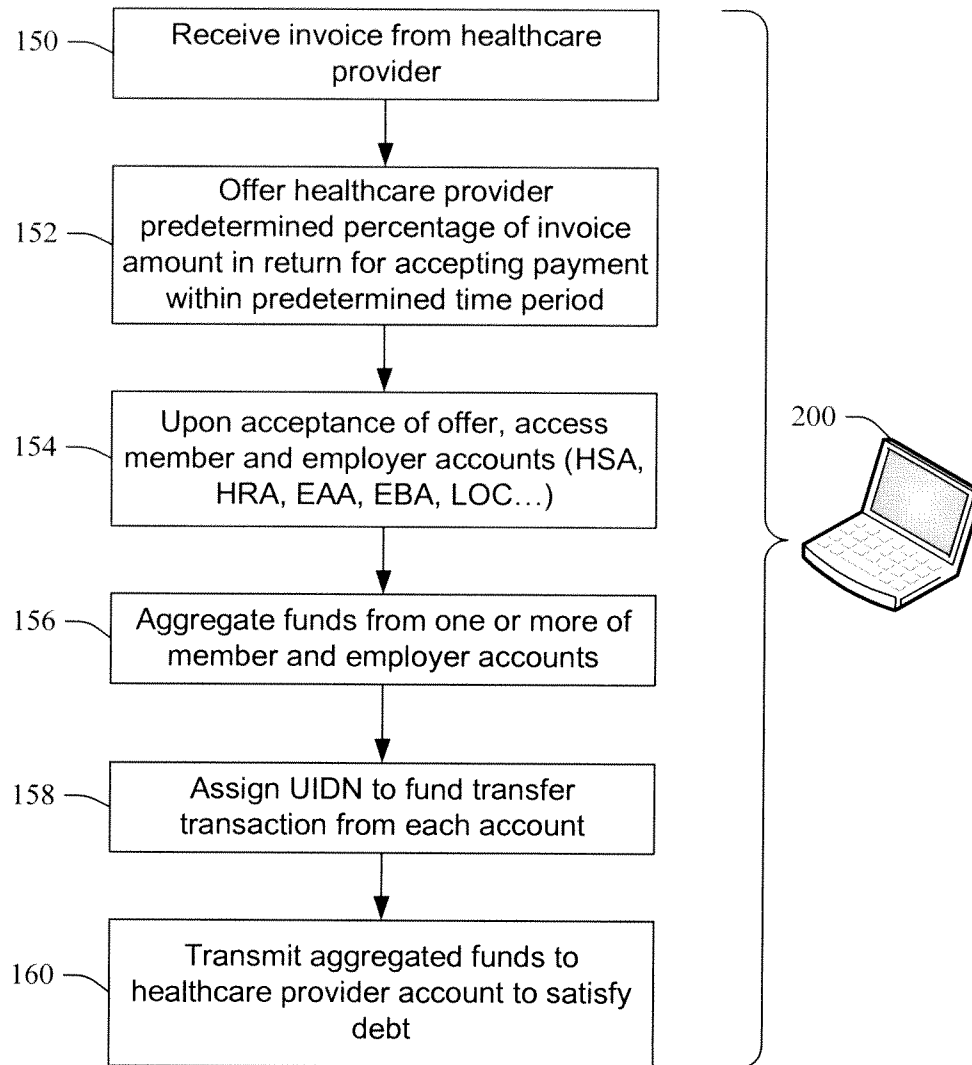 150
Receive invoice from healthcare
provider
152
Offer healthcare provider
predetermined percentage of invoice
amount in return for accepting payment
within predetermined time period
154
Upon acceptance of offer, access
member and employer accounts (HSA,
HRA, EAA, EBA, LOC...)
200
156
Aggregate funds from one or more of
member and employer accounts
158
Assign UIDN to fund transfer
transaction from each account
160
Transmit aggregated funds to
healthcare provider account to satisfy
debt